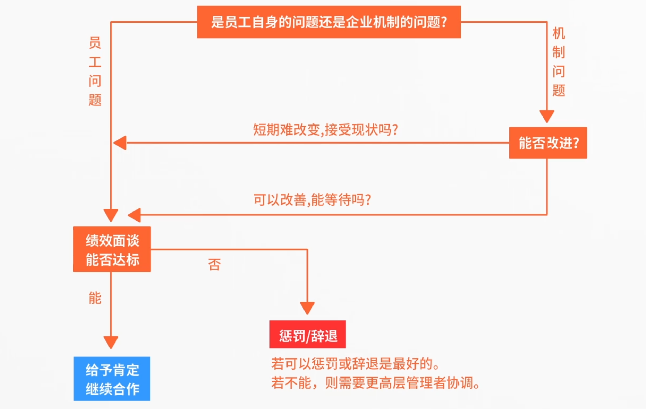 是员工自身的问题还是企业机制的问题?
员工问题
机制问题
短期难改变,接受现状吗?
能否改进?
可以改善,能等待吗?
绩效面谈
能否达标
否
能
惩罚/辞退
给予肯定
继续合作
若可以惩罚或辞退是最好的。
若不能，则需要更高层管理者协调。